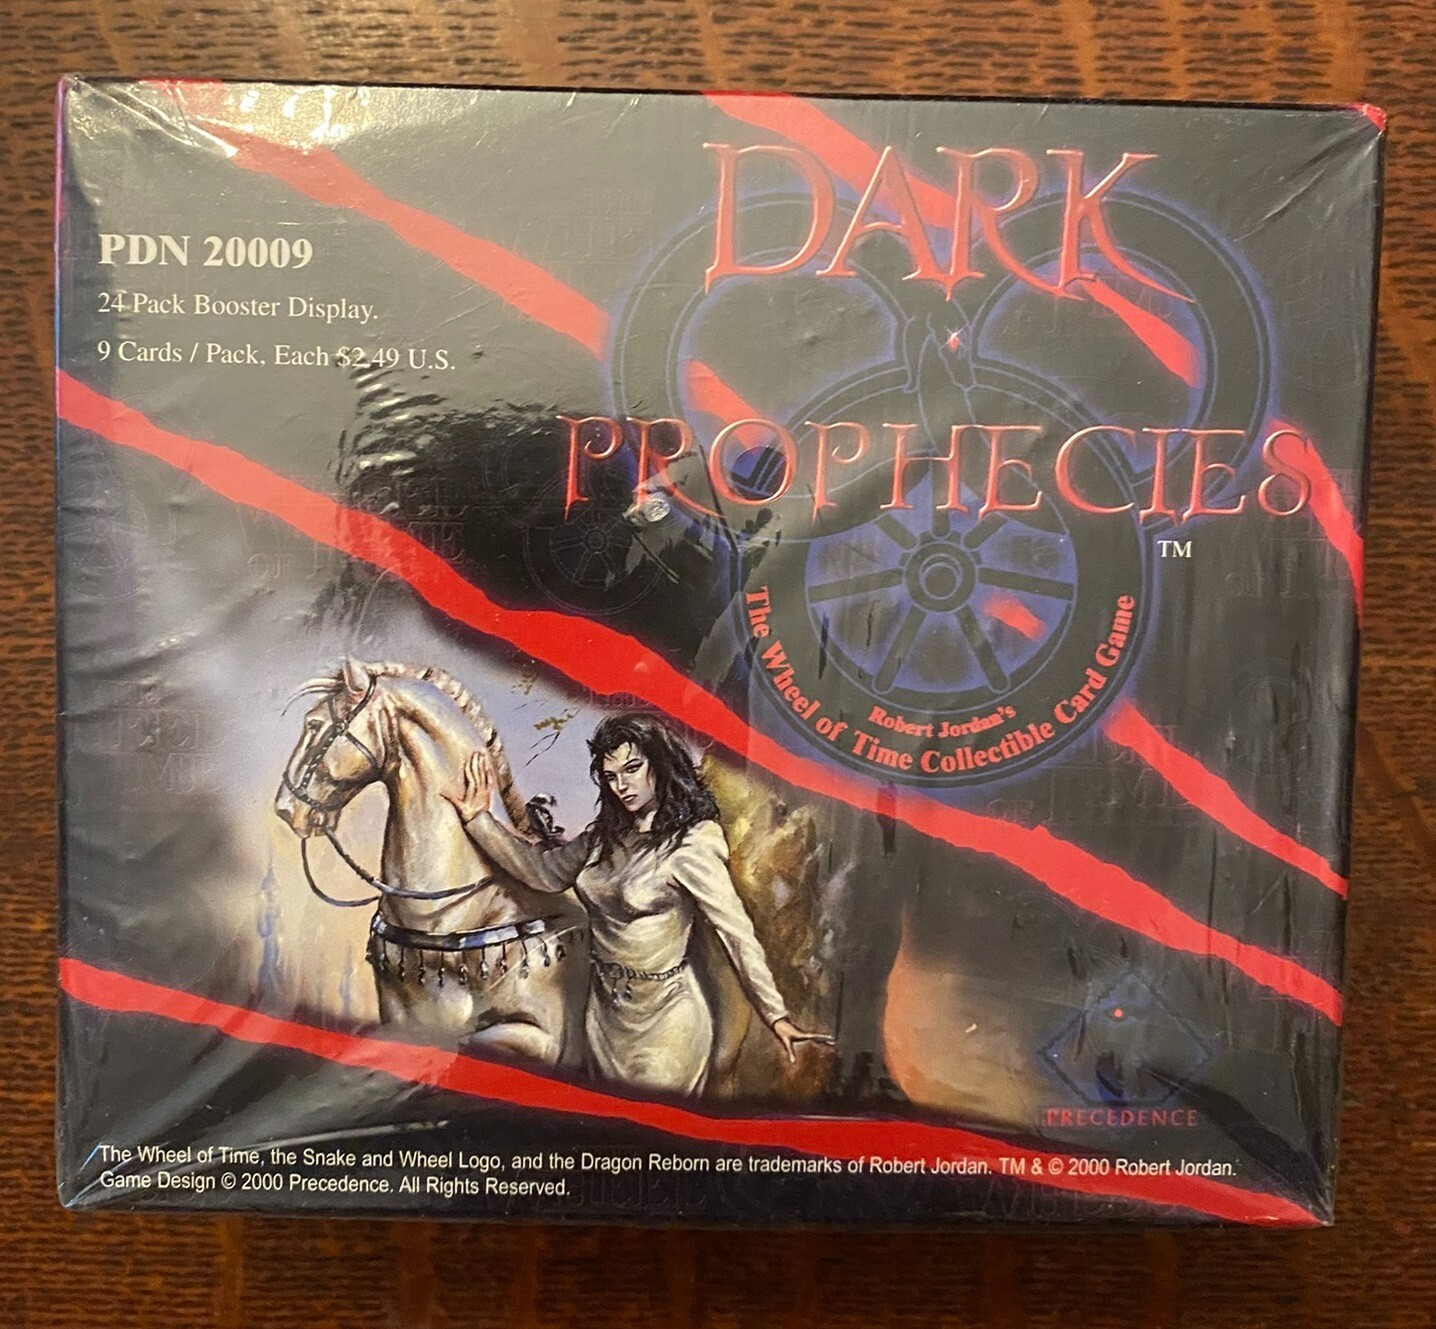 DARK
PROPHECIES
TM
PDN 20009
24 Pack Booster Display.
9 Cards / Pack, Each $2.49 U.S.
Robert Jordan's
The Wheel of Time Collectible Card Game
PRECEDENCE
The Wheel of Time, the Snake and Wheel Logo, and the Dragon Reborn are trademarks of Robert Jordan. TM & © 2000 Robert Jordan.
Game Design © 2000 Precedence. All Rights Reserved.